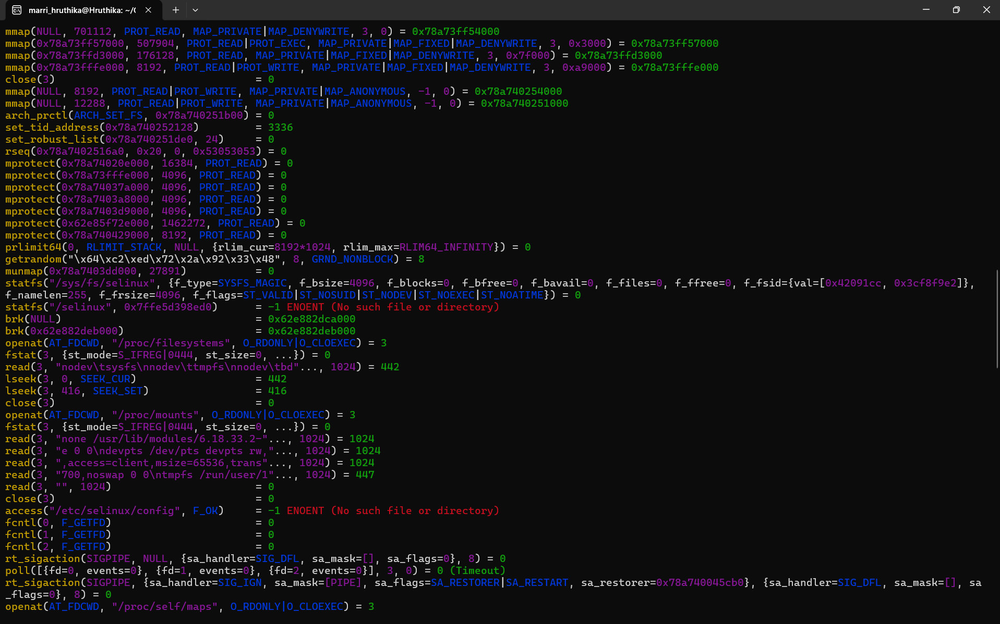 marri_hruthika@Hruthika: ~/
mmap(NULL, 701112, PROT_READ, MAP_PRIVATE|MAP_DENYWRITE, 3, 0) = 0x78a73ff54000
mmap(0x78a73ff57000, 507904, PROT_READ|PROT_EXEC, MAP_PRIVATE|MAP_FIXED|MAP_DENYWRITE, 3, 0x3000) = 0x78a73ff57000
mmap(0x78a73ffd3000, 176128, PROT_READ, MAP_PRIVATE|MAP_FIXED|MAP_DENYWRITE, 3, 0x7f000) = 0x78a73ffd3000
mmap(0x78a73fffe000, 8192, PROT_READ|PROT_WRITE, MAP_PRIVATE|MAP_FIXED|MAP_DENYWRITE, 3, 0xa9000) = 0x78a73fffe000
close(3)                                = 0
mmap(NULL, 8192, PROT_READ|PROT_WRITE, MAP_PRIVATE|MAP_ANONYMOUS, -1, 0) = 0x78a740254000
mmap(NULL, 12288, PROT_READ|PROT_WRITE, MAP_PRIVATE|MAP_ANONYMOUS, -1, 0) = 0x78a740251000
arch_prctl(ARCH_SET_FS, 0x78a740251b00) = 0
set_tid_address(0x78a740252128)         = 3336
set_robust_list(0x78a740251de0, 24)     = 0
rseq(0x78a7402516a0, 0x20, 0, 0x53053053) = 0
mprotect(0x78a74020e000, 16384, PROT_READ) = 0
mprotect(0x78a73fffe000, 4096, PROT_READ) = 0
mprotect(0x78a74037a000, 4096, PROT_READ) = 0
mprotect(0x78a7403a8000, 4096, PROT_READ) = 0
mprotect(0x78a7403d9000, 4096, PROT_READ) = 0
mprotect(0x62e85f72e000, 1462272, PROT_READ) = 0
mprotect(0x78a740429000, 8192, PROT_READ) = 0
prlimit64(0, RLIMIT_STACK, NULL, {rlim_cur=8192*1024, rlim_max=RLIM64_INFINITY}) = 0
getrandom("\x64\xc2\xed\x72\x2a\x92\x33\x48", 8, GRND_NONBLOCK) = 8
munmap(0x78a7403dd000, 27891)           = 0
statfs("/sys/fs/selinux", {f_type=SYSFS_MAGIC, f_bsize=4096, f_blocks=0, f_bfree=0, f_bavail=0, f_files=0, f_ffree=0, f_fsid={val=[0x42091cc, 0x3cf8f9e2]},
f_namelen=255, f_frsize=4096, f_flags=ST_VALID|ST_NOSUID|ST_NODEV|ST_NOEXEC|ST_NOATIME}) = 0
statfs("/selinux", 0x7ffe5d398ed0)      = -1 ENOENT (No such file or directory)
brk(NULL)                               = 0x62e882dca000
brk(0x62e882deb000)                     = 0x62e882deb000
openat(AT_FDCWD, "/proc/filesystems", O_RDONLY|O_CLOEXEC) = 3
fstat(3, {st_mode=S_IFREG|0444, st_size=0, ...}) = 0
read(3, "nodev\tsysfs\nnodev\ttmpfs\nnodev\tbd"..., 1024) = 442
lseek(3, 0, SEEK_CUR)                   = 442
lseek(3, 416, SEEK_SET)                 = 416
close(3)                                = 0
openat(AT_FDCWD, "/proc/mounts", O_RDONLY|O_CLOEXEC) = 3
fstat(3, {st_mode=S_IFREG|0444, st_size=0, ...}) = 0
read(3, "none /usr/lib/modules/6.18.33.2-"..., 1024) = 1024
read(3, "e 0 0\ndevpts /dev/pts devpts rw,"..., 1024) = 1024
read(3, ",access=client,msize=65536,trans"..., 1024) = 1024
read(3, "700,noswap 0 0\ntmpfs /run/user/1"..., 1024) = 447
read(3, "", 1024)                       = 0
close(3)                                = 0
access("/etc/selinux/config", F_OK)     = -1 ENOENT (No such file or directory)
fcntl(0, F_GETFD)                       = 0
fcntl(1, F_GETFD)                       = 0
fcntl(2, F_GETFD)                       = 0
rt_sigaction(SIGPIPE, NULL, {sa_handler=SIG_DFL, sa_mask=[], sa_flags=0}, 8) = 0
poll([{fd=0, events=0}, {fd=1, events=0}, {fd=2, events=0}], 3, 0) = 0 (Timeout)
rt_sigaction(SIGPIPE, {sa_handler=SIG_IGN, sa_mask=[PIPE], sa_flags=SA_RESTORER|SA_RESTART, sa_restorer=0x78a740045cb0}, {sa_handler=SIG_DFL, sa_mask=[], sa
_flags=0}, 8) = 0
openat(AT_FDCWD, "/proc/self/maps", O_RDONLY|O_CLOEXEC) = 3